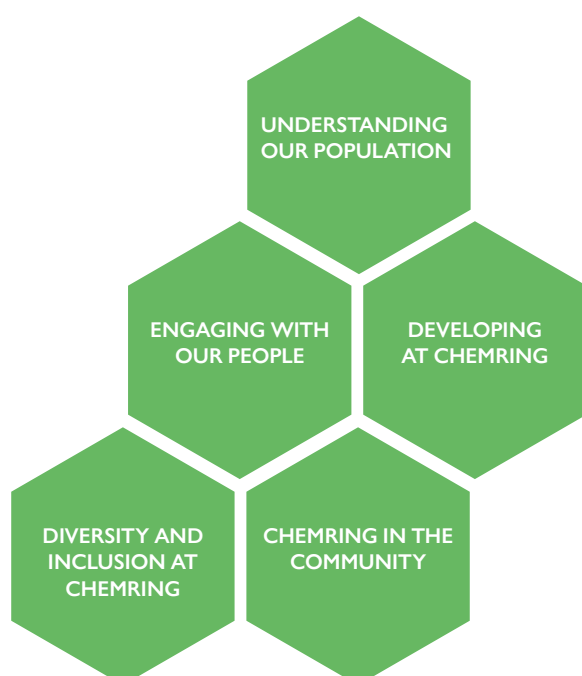 UNDERSTANDING
OUR POPULATION
ENGAGING WITH
OUR PEOPLE
DEVELOPING
AT CHEMRING
DIVERSITY AND
INCLUSION AT
CHEMRING
CHEMRING IN THE
COMMUNITY